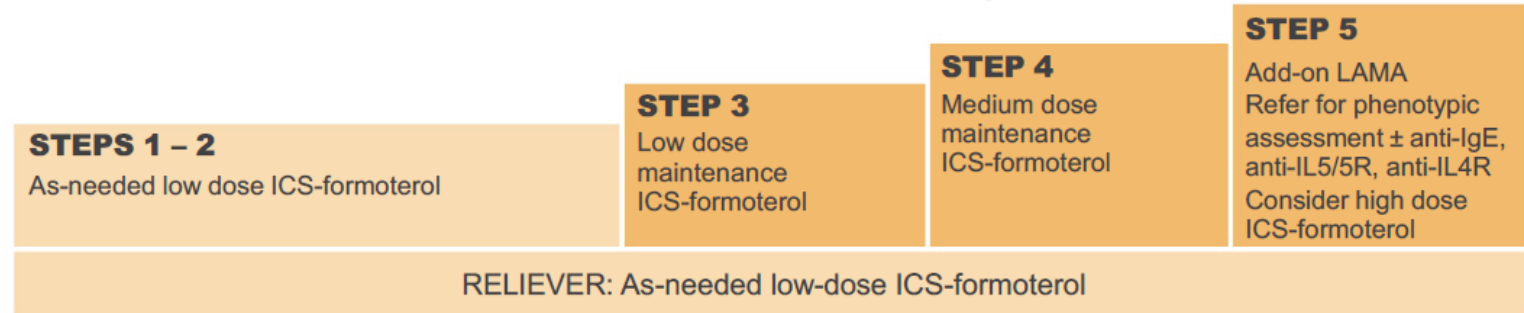 STEPS 1 – 2
As-needed low dose ICS-formoterol
STEP 3
Low dose
maintenance
ICS-formoterol
STEP 4
Medium dose
maintenance
ICS-formoterol
STEP 5
Add-on LAMA
Refer for phenotypic
assessment ± anti-IgE,
anti-IL5/5R, anti-IL4R
Consider high dose
ICS-formoterol
RELIEVER: As-needed low-dose ICS-formoterol